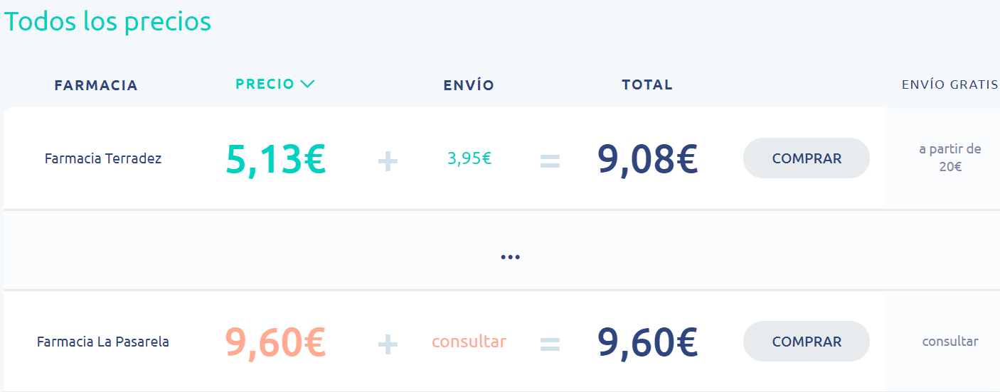 Todos los precios
FARMACIA PRECIO ENVÍO TOTAL ENVÍO GRATIS
Farmacia Terradez 5,13€ + 3,95€ = 9,08€ COMPRAR a partir de
20€
...
Farmacia La Pasarela 9,60€ + consultar = 9,60€ COMPRAR consultar